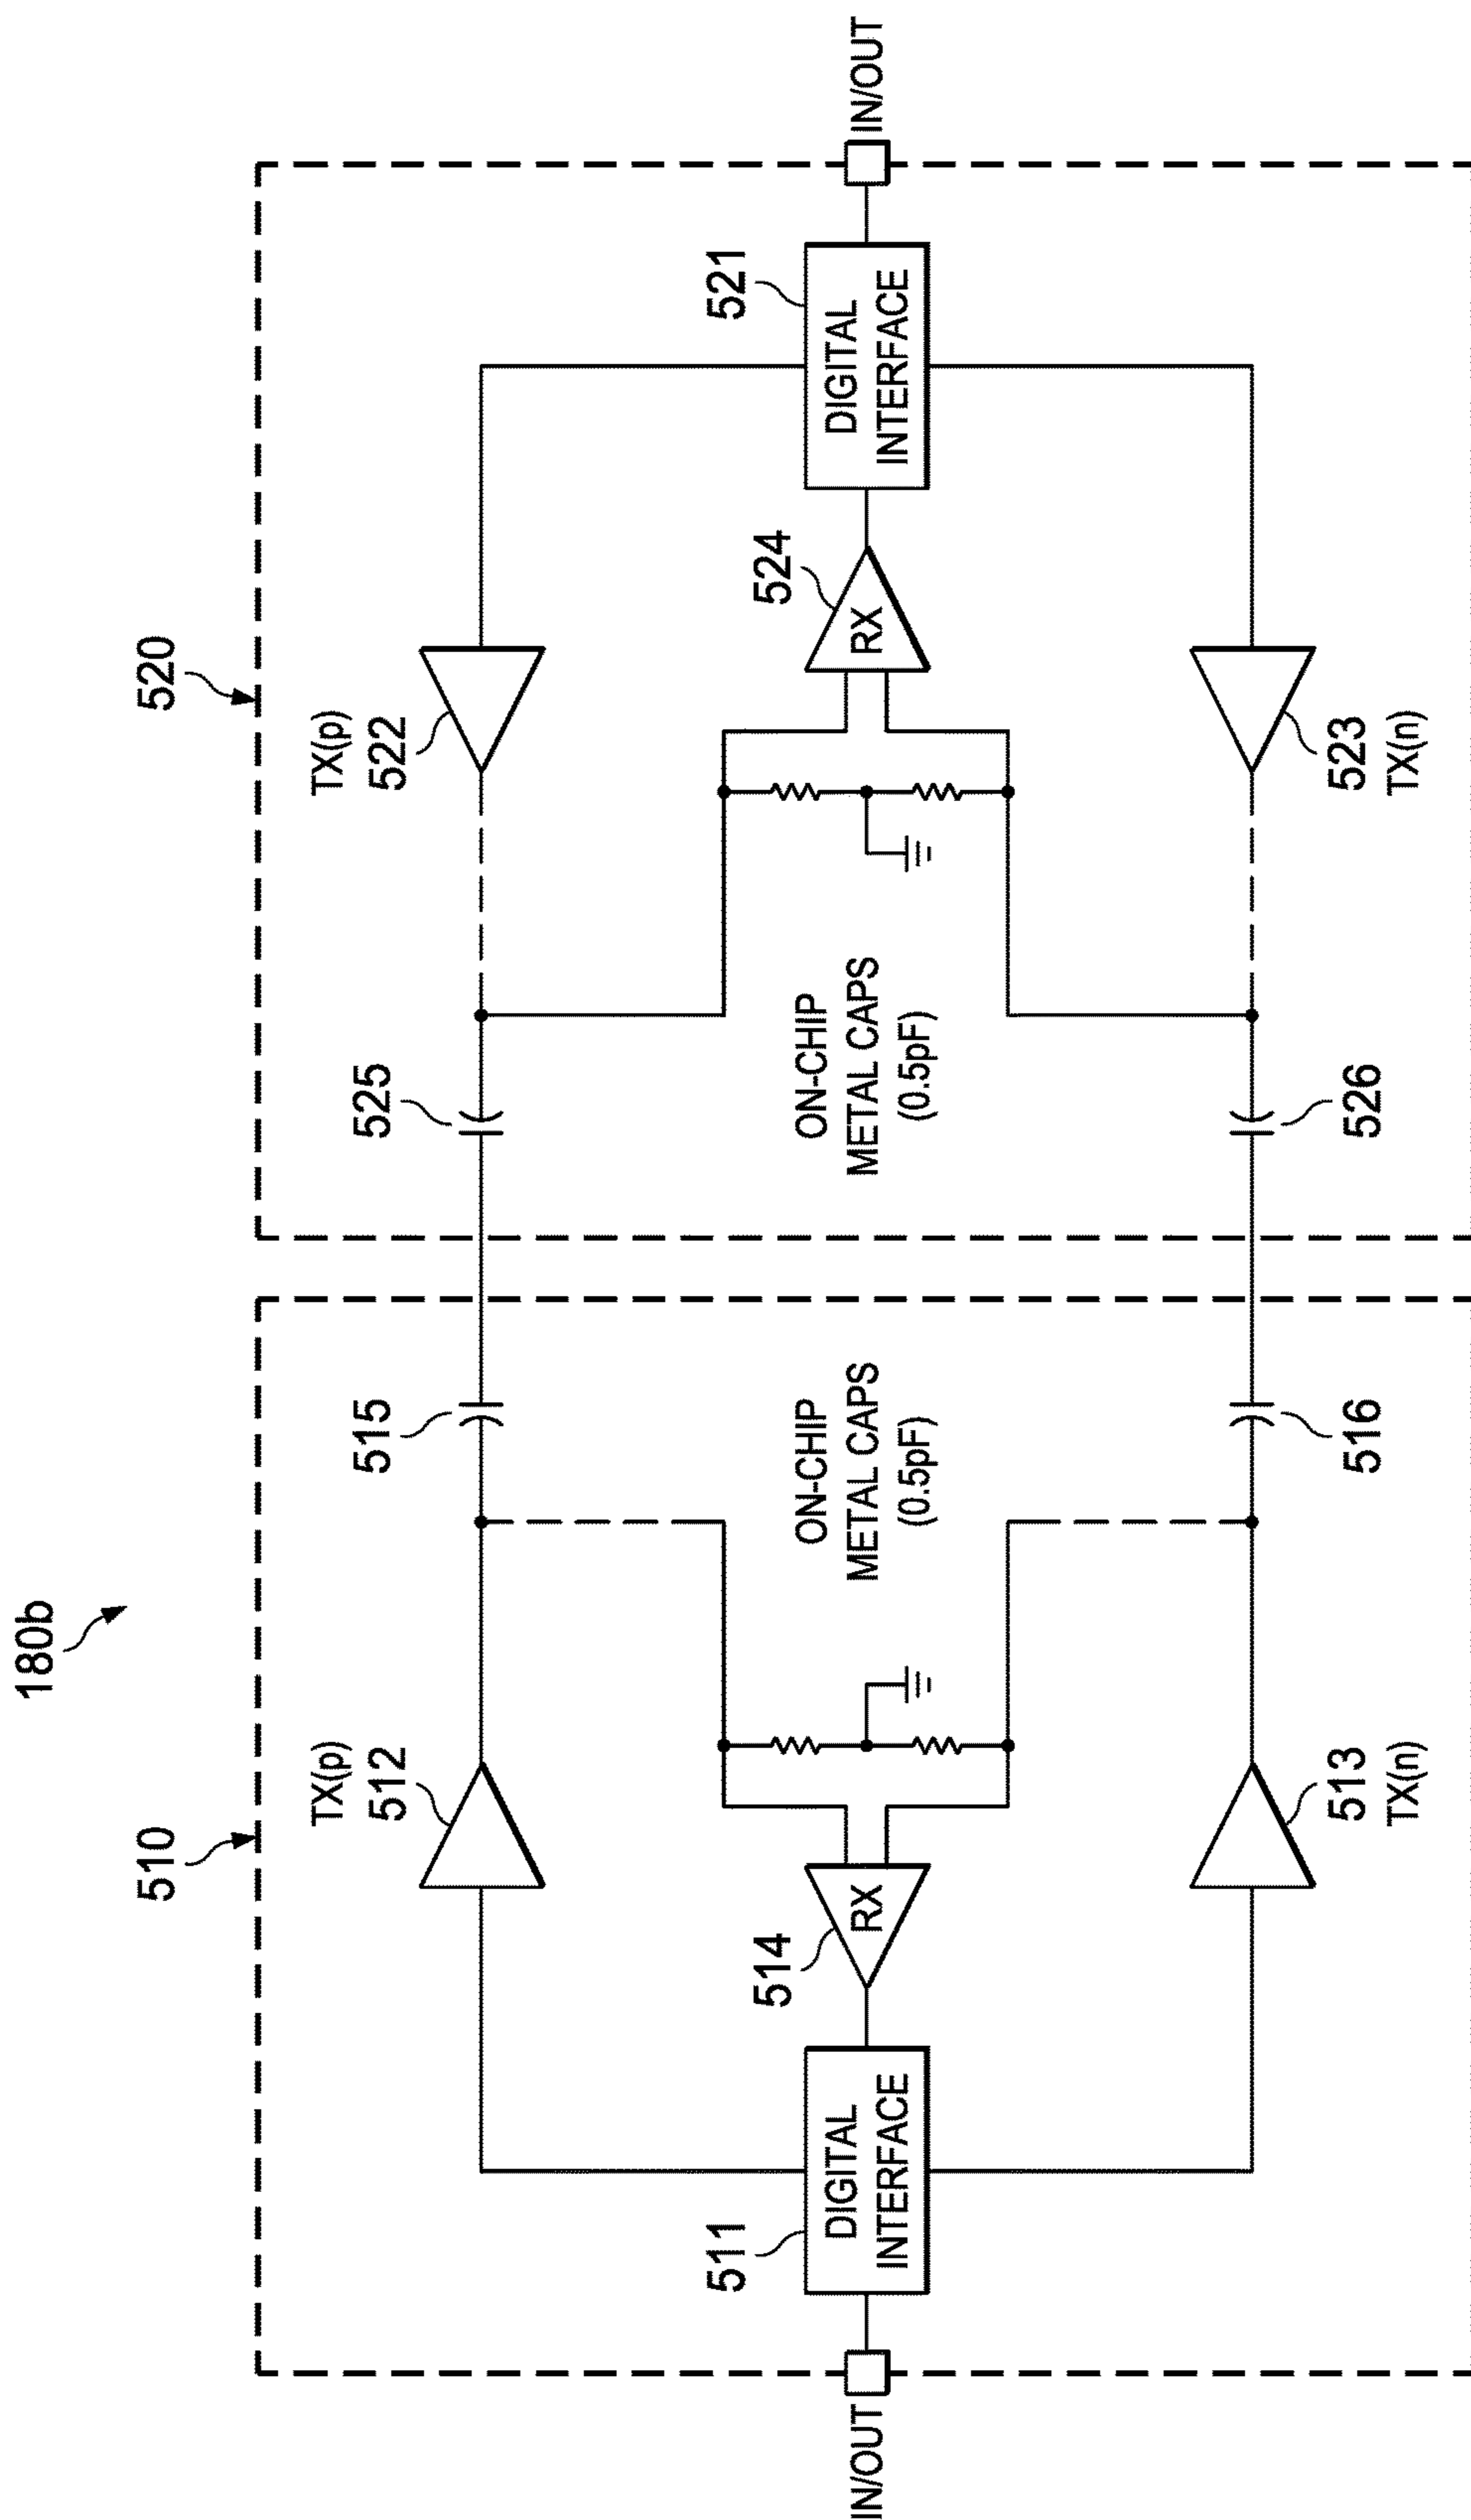 180b
510
520
TX(p)
512
TX(p)
522
515
525
511
514
524
521
IN/OUT
DIGITAL
INTERFACE
RX
ON-CHIP
METAL CAPS
(0.5pF)
ON-CHIP
METAL CAPS
(0.5pF)
RX
DIGITAL
INTERFACE
IN/OUT
513
TX(n)
516
526
523
TX(n)